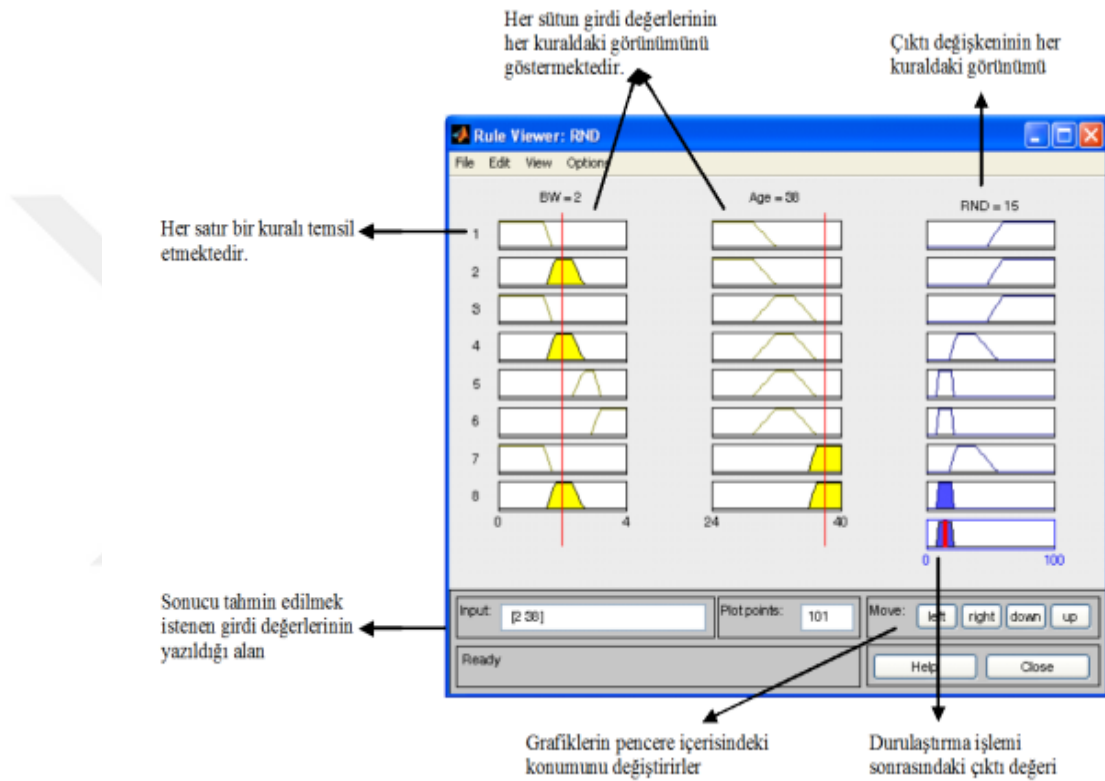 Her sütun girdi değerlerinin
her kuraldaki görünümünü
göstermektedir.
Çıktı değişkeninin her
kuraldaki görünümü
Rule Viewer: RND
File Edit View Options
BW = 2
Age = 38
RND = 15
Her satır bir kuralı temsil
etmektedir.
1
2
3
4
5
6
7
8
0 4
24 40
0 100
Sonucu tahmin edilmek
istenen girdi değerlerinin
yazıldığı alan
Input: [2 38]
Plot points: 101
Move: left right down up
Ready
Help Close
Grafiklerin pencere içerisindeki
konumunu değiştirirler
Durulaştırma işlemi
sonrasındaki çıktı değeri